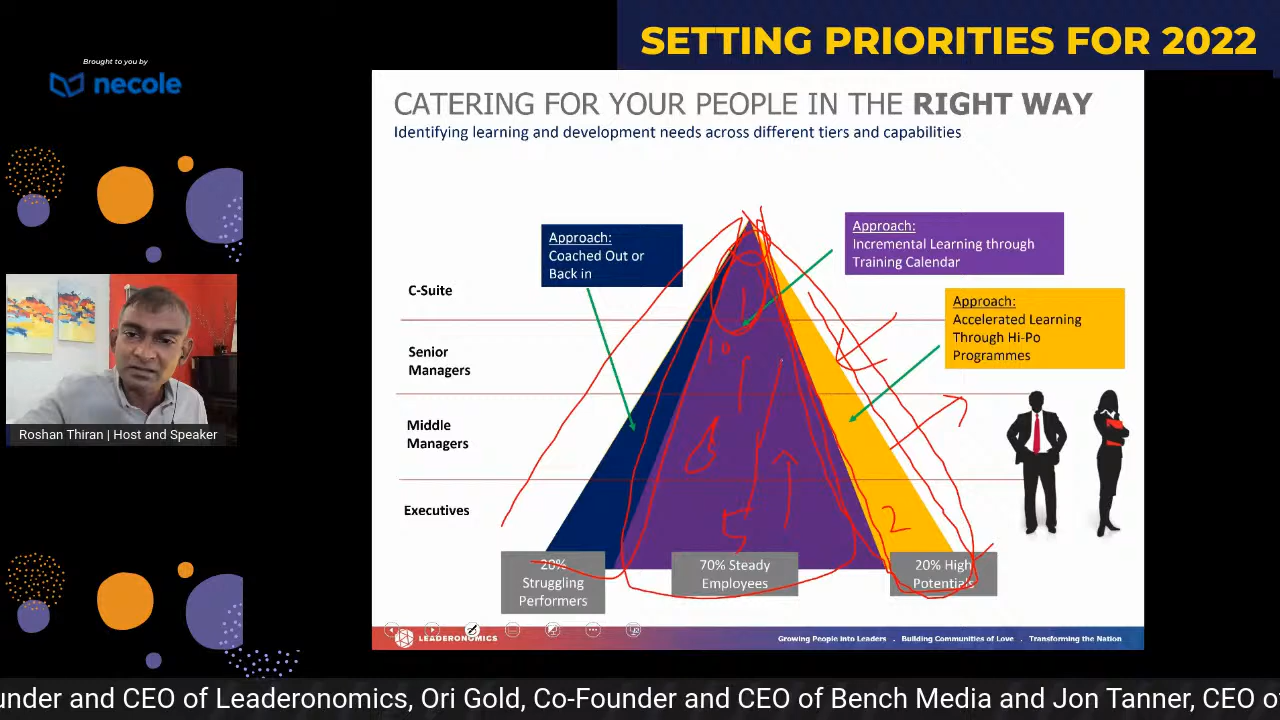 SETTING PRIORITIES FOR 2022
Brought to you by
necole
CATERING FOR YOUR PEOPLE IN THE RIGHT WAY
Identifying learning and development needs across different tiers and capabilities
Approach:
Coached Out or
Back in
Approach:
Incremental Learning through
Training Calendar
Approach:
Accelerated Learning
Through Hi-Po
Programmes
C-Suite
Senior
Managers
Middle
Managers
Executives
1
10
5
2
Roshan Thiran | Host and Speaker
20%
Struggling
Performers
70% Steady
Employees
20% High
Potentials
LEADERONOMICS
Growing People into Leaders . Building Communities of Love . Transforming the Nation
under and CEO of Leaderonomics, Ori Gold, Co-Founder and CEO of Bench Media and Jon Tanner, CEO o